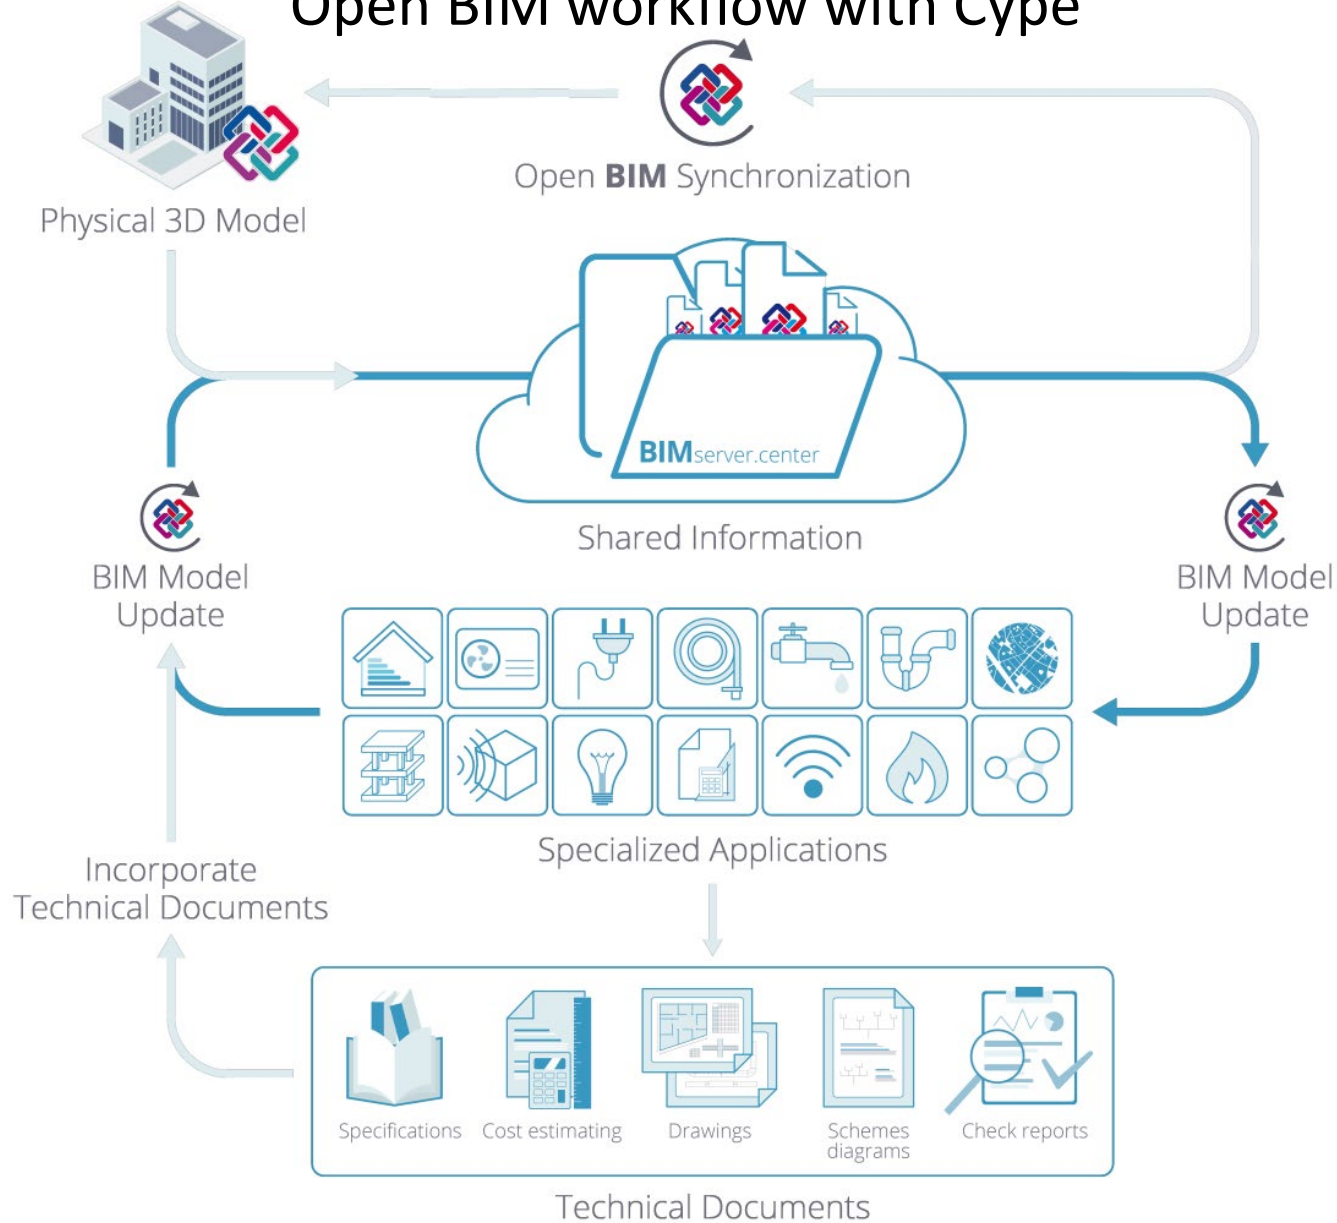 Open BIM workflow with Cype
Open BIM Synchronization
Physical 3D Model
BIMserver.center
Shared Information
BIM Model
Update
BIM Model
Update
Specialized Applications
Incorporate
Technical Documents
Specifications
Cost estimating
Drawings
Schemes
diagrams
Check reports
Technical Documents